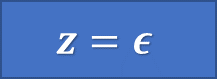 z = ϵ